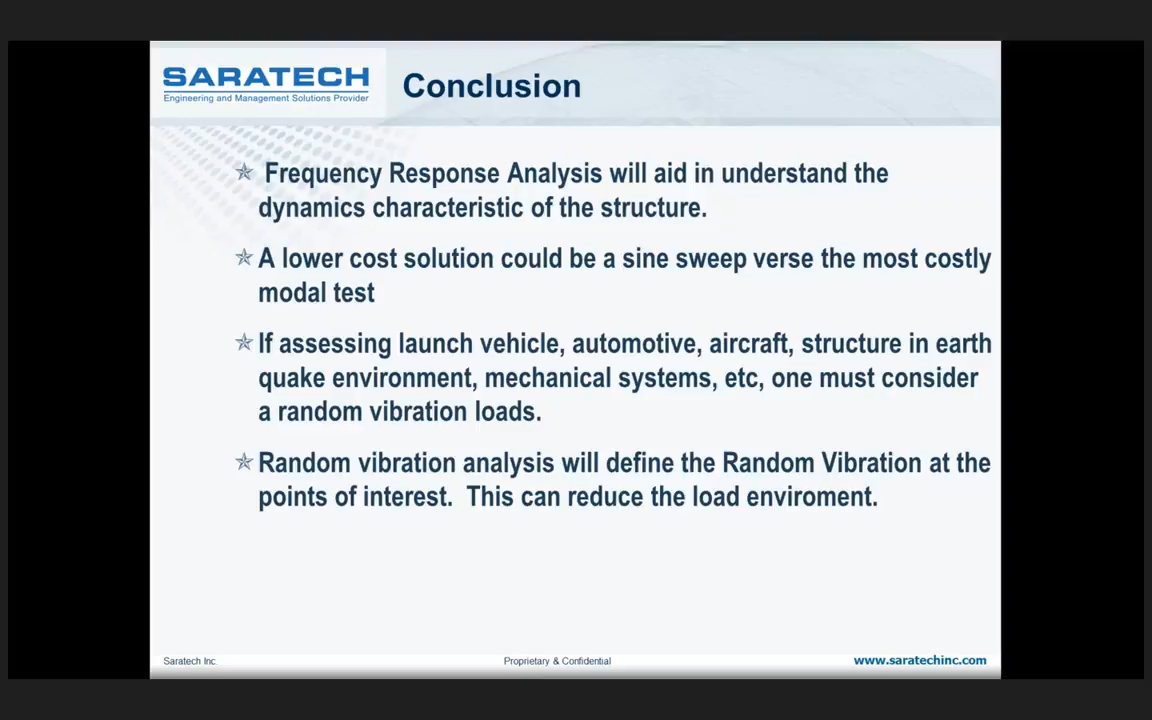 SARATECH
Engineering and Management Solutions Provider
Conclusion
Frequency Response Analysis will aid in understand the
dynamics characteristic of the structure.
A lower cost solution could be a sine sweep verse the most costly
modal test
If assessing launch vehicle, automotive, aircraft, structure in earth
quake environment, mechanical systems, etc, one must consider
a random vibration loads.
Random vibration analysis will define the Random Vibration at the
points of interest.  This can reduce the load enviroment.
Saratech Inc.
Proprietary & Confidential
www.saratechinc.com